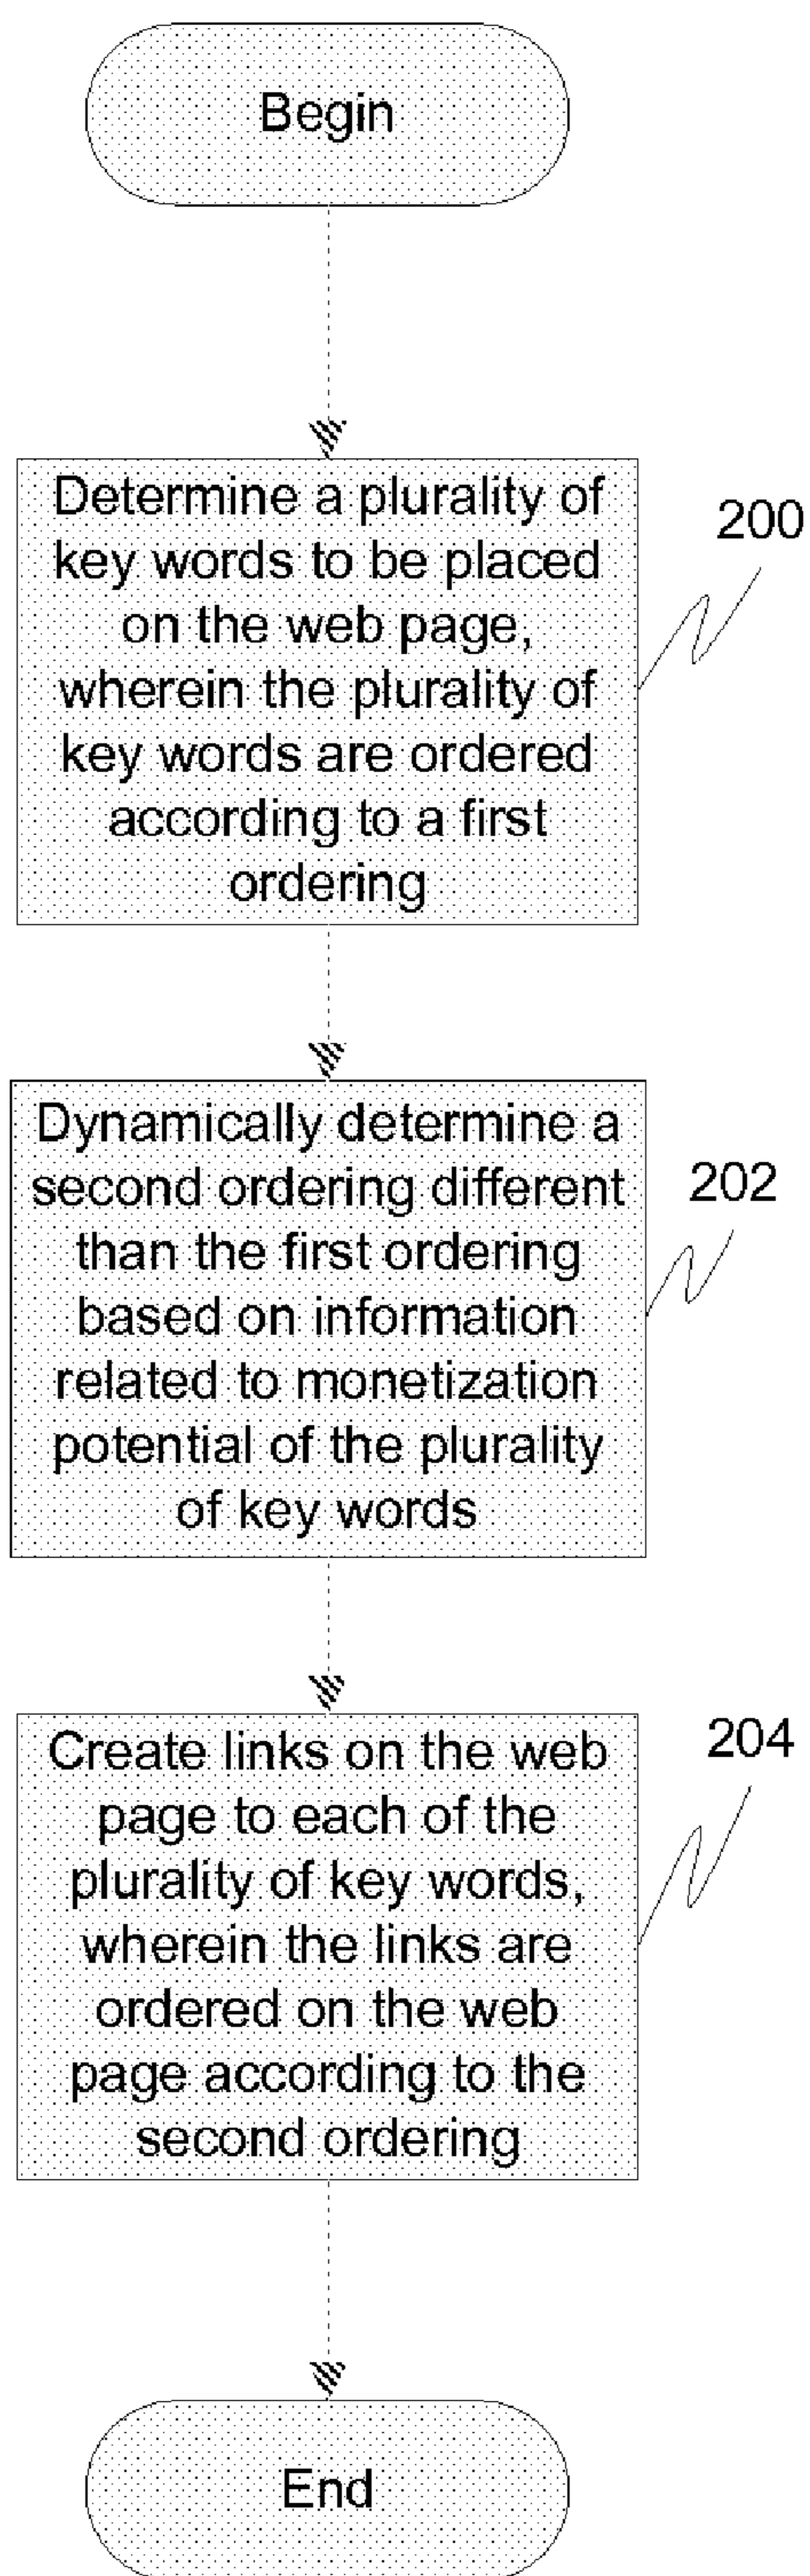 Begin
Determine a plurality of
key words to be placed
on the web page,
wherein the plurality of
key words are ordered
according to a first
ordering
200
Dynamically determine a
second ordering different
than the first ordering
based on information
related to monetization
potential of the plurality
of key words
202
Create links on the web
page to each of the
plurality of key words,
wherein the links are
ordered on the web
page according to the
second ordering
204
End